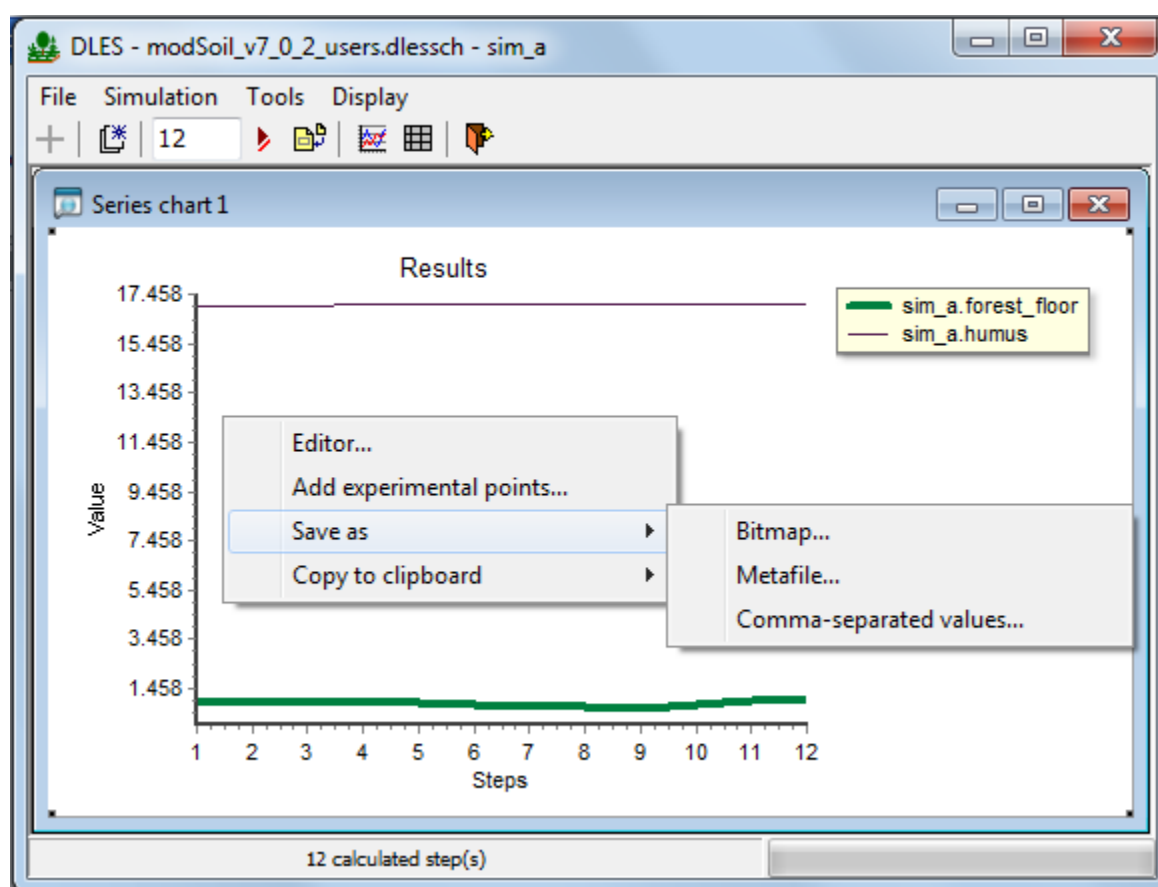 DLES - modSoil_v7_0_2_users.dlessch - sim_a
File Simulation Tools Display
12
Series chart 1
Results
17.458
15.458
13.458
11.458
9.458
7.458
5.458
3.458
1.458
Value
1 2 3 4 5 6 7 8 9 10 11 12
Steps
sim_a.forest_floor
sim_a.humus
Editor...
Add experimental points...
Save as
Copy to clipboard
Bitmap...
Metafile...
Comma-separated values...
12 calculated step(s)